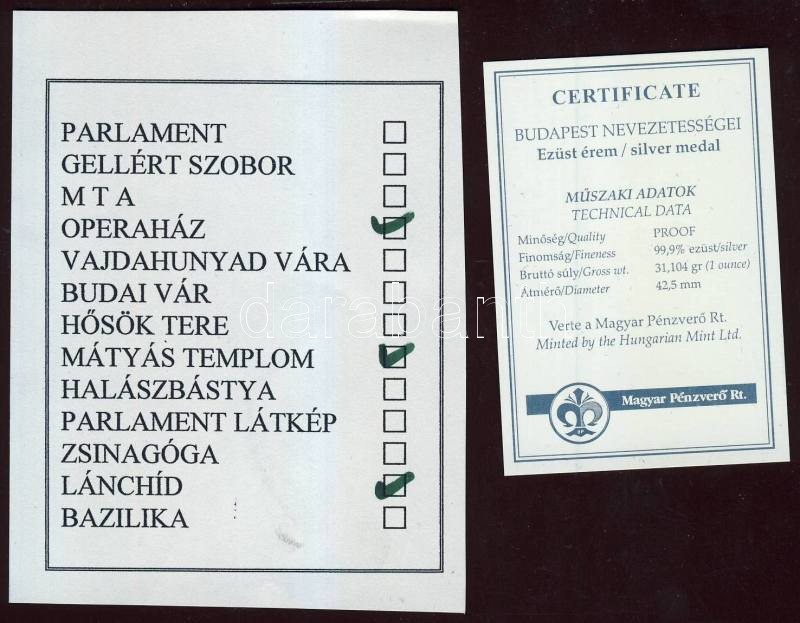 PARLAMENT
GELLÉRT SZOBOR
M T A
OPERAHÁZ
VAJDAHUNYAD VÁRA
BUDAI VÁR
HŐSÖK TERE
MÁTYÁS TEMPLOM
HALÁSZBÁSTYA
PARLAMENT LÁTKÉP
ZSINAGÓGA
LÁNCHÍD
BAZILIKA
CERTIFICATE
BUDAPEST NEVEZETESSÉGEI
Ezüst érem / silver medal
MŰSZAKI ADATOK
TECHNICAL DATA
Minőség/Quality PROOF
Finomság/Fineness 99,9% ezüst/silver
Bruttó súly/Gross wt. 31,104 gr (1 ounce)
Átmérő/Diameter 42,5 mm
Verte a Magyar Pénzverő Rt.
Minted by the Hungarian Mint Ltd.
Magyar Pénzverő Rt.
BP